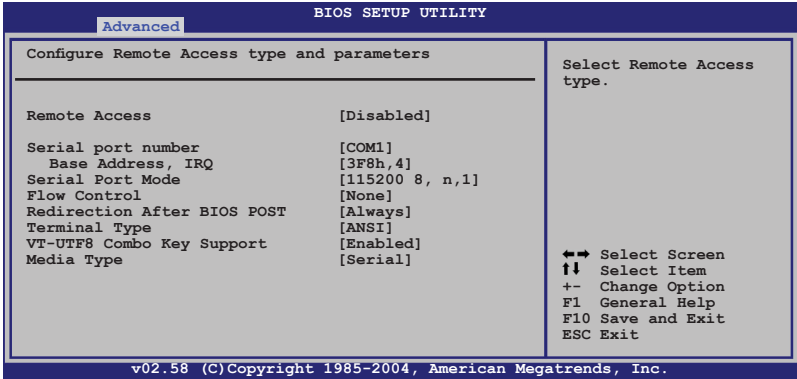 BIOS SETUP UTILITY
Advanced
Configure Remote Access type and parameters
Remote Access [Disabled]
Serial port number [COM1]
Base Address, IRQ [3F8h,4]
Serial Port Mode [115200 8, n,1]
Flow Control [None]
Redirection After BIOS POST [Always]
Terminal Type [ANSI]
VT-UTF8 Combo Key Support [Enabled]
Media Type [Serial]
Select Remote Access
type.
←→ Select Screen
↑↓ Select Item
+- Change Option
F1 General Help
F10 Save and Exit
ESC Exit
v02.58 (C)Copyright 1985-2004, American Megatrends, Inc.